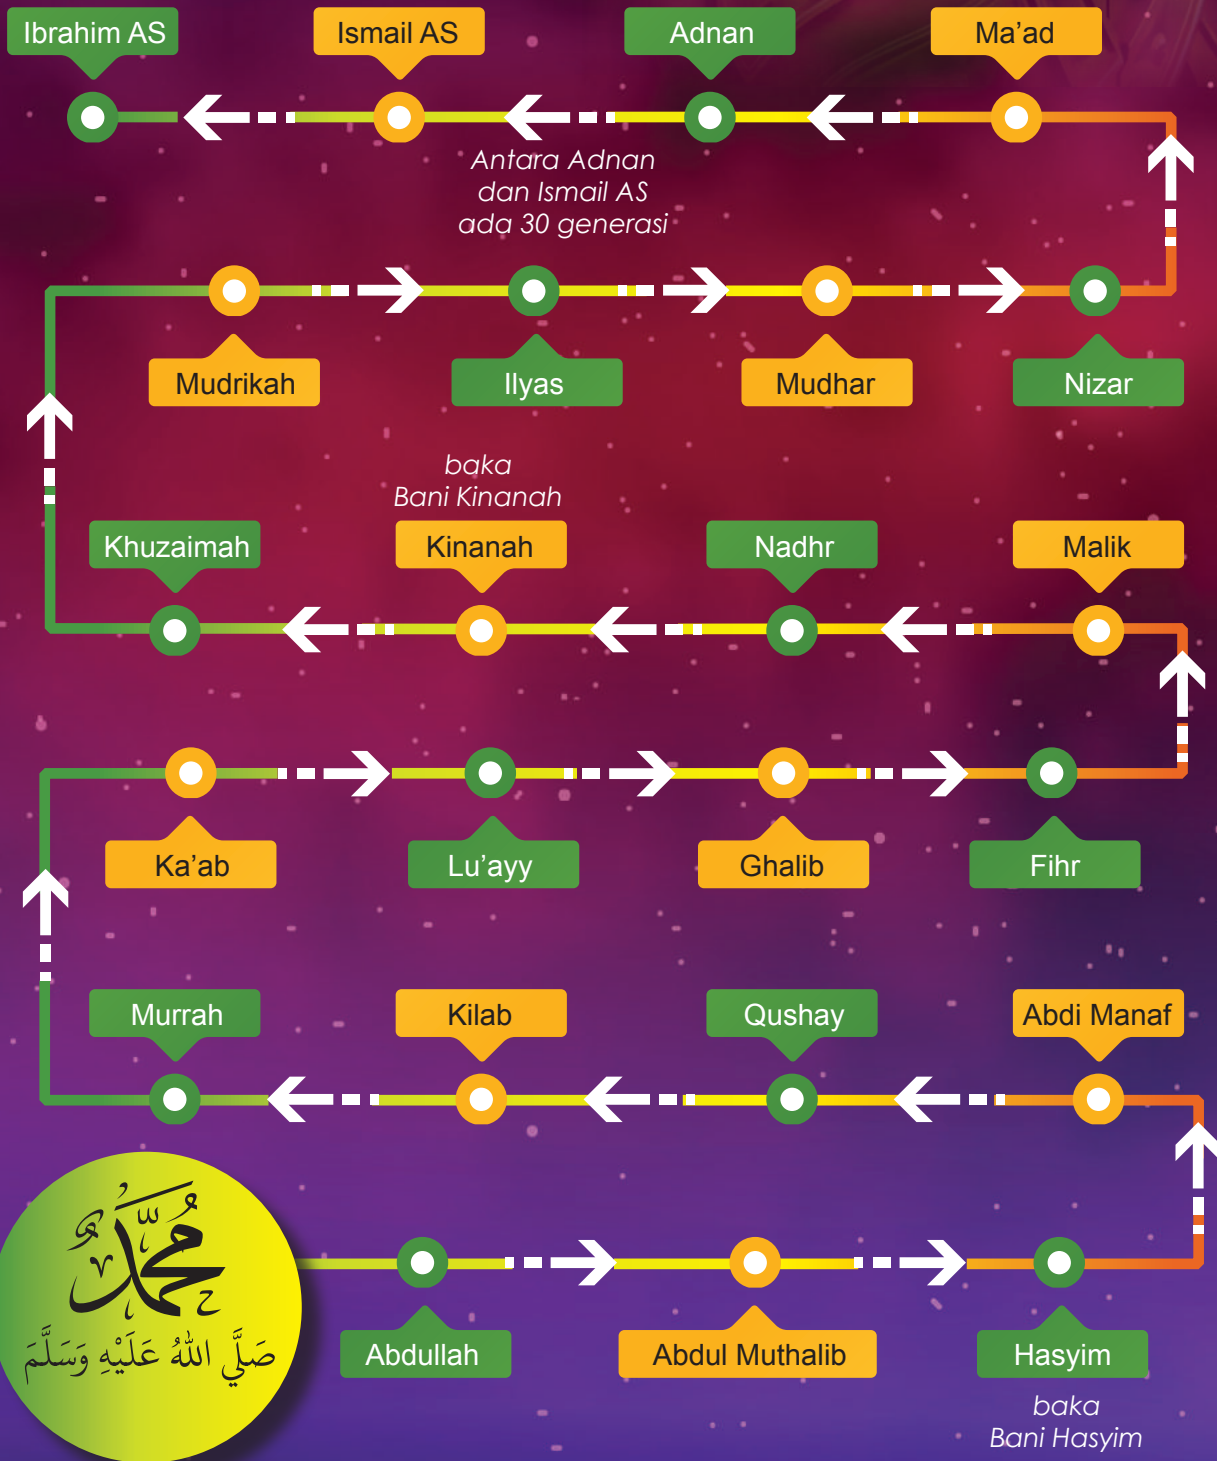 Ibrahim AS
Ismail AS
Adnan
Ma’ad
Antara Adnan
dan Ismail AS
ada 30 generasi
Mudrikah
Ilyas
Mudhar
Nizar
baka
Bani Kinanah
Khuzaimah
Kinanah
Nadhr
Malik
Ka’ab
Lu’ayy
Ghalib
Fihr
Murrah
Kilab
Qushay
Abdi Manaf
مُحَمَّدٌ
صَلَّي اللهُ عَلَيْهِ وَسَلَّمَ
Abdullah
Abdul Muthalib
Hasyim
baka
Bani Hasyim